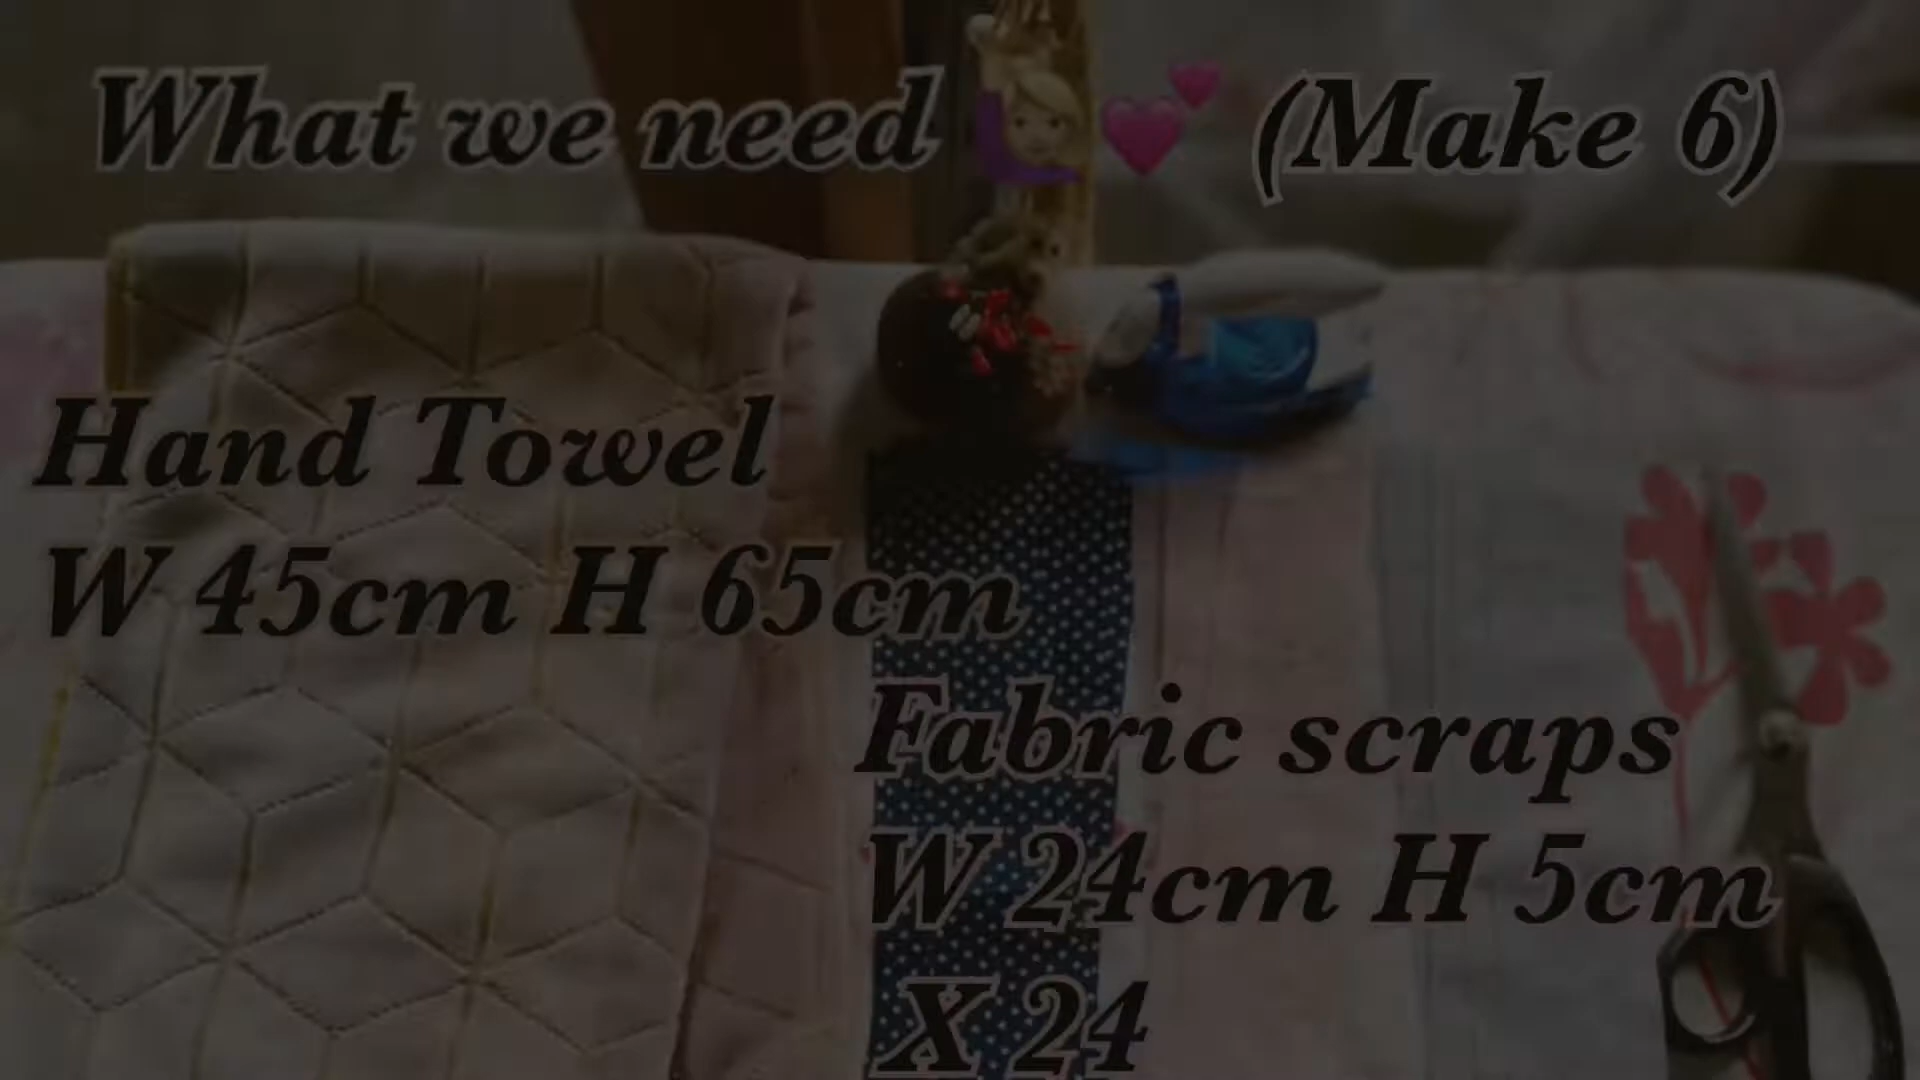 What we need 🙋🏼‍♀️💕 (Make 6)
Hand Towel
W 45cm H 65cm
Fabric scraps
W 24cm H 5cm
X 24